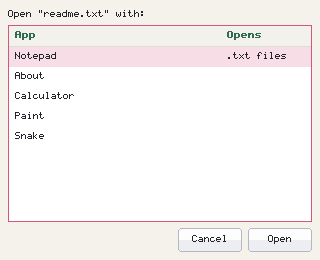 Open "readme.txt" with:
App Opens
Notepad .txt files
About
Calculator
Paint
Snake
Cancel Open